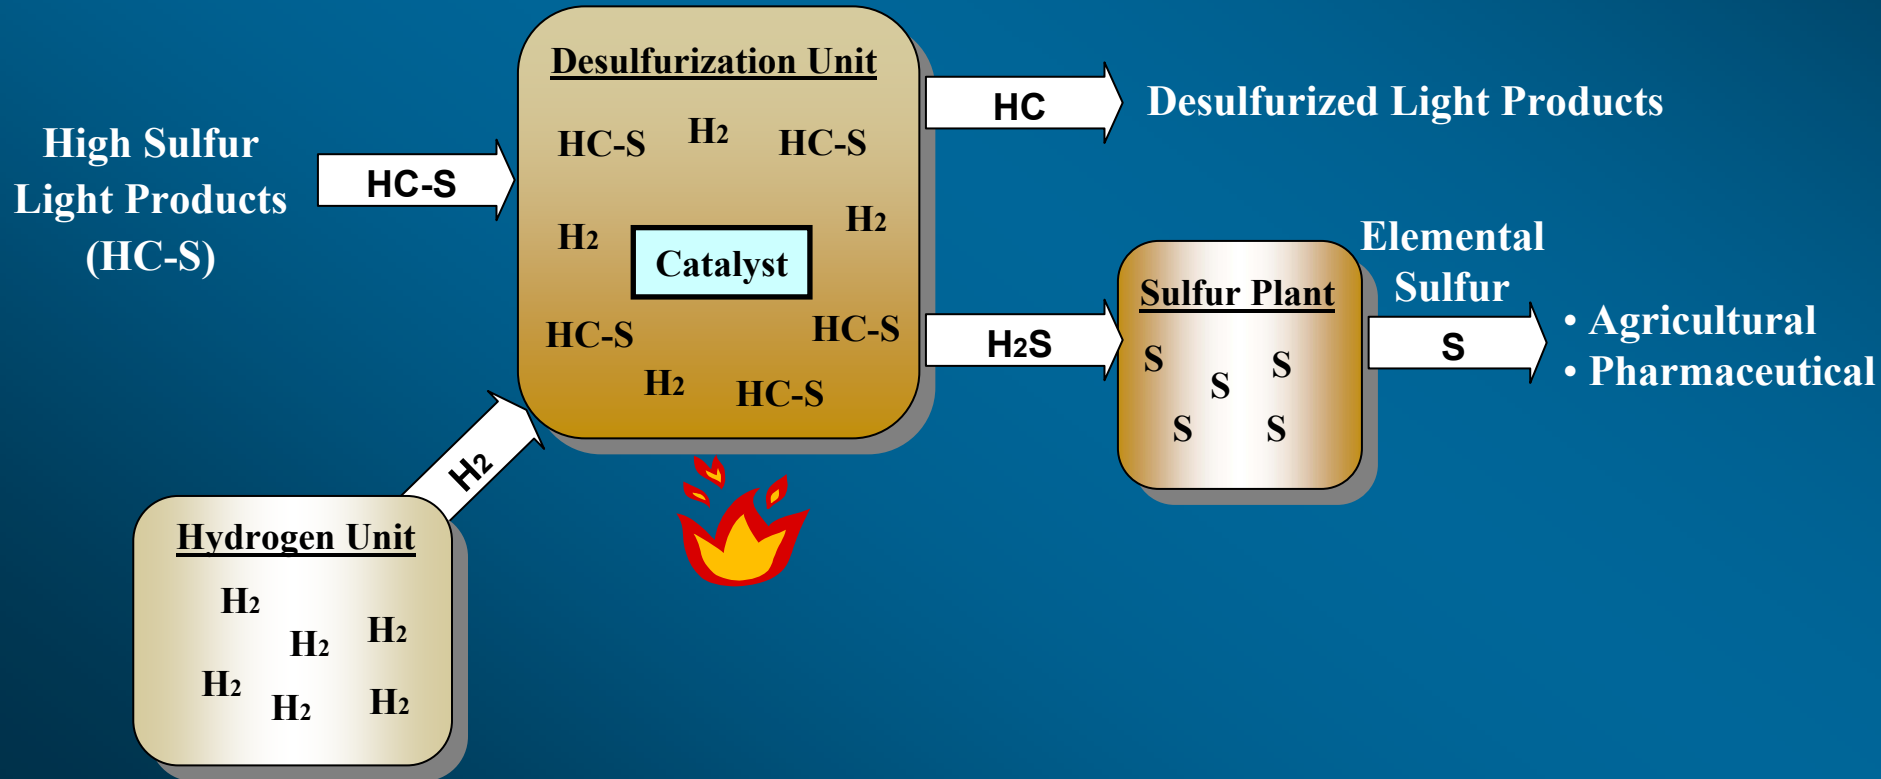 High Sulfur
Light Products
(HC-S)
HC-S
Desulfurization Unit
HC-S
H2
HC-S
H2
H2
Catalyst
HC-S
HC-S
H2
HC-S
HC
Desulfurized Light Products
H2S
Sulfur Plant
S
S
S
S
S
Elemental
Sulfur
S
• Agricultural
• Pharmaceutical
H2
Hydrogen Unit
H2
H2
H2
H2
H2
H2